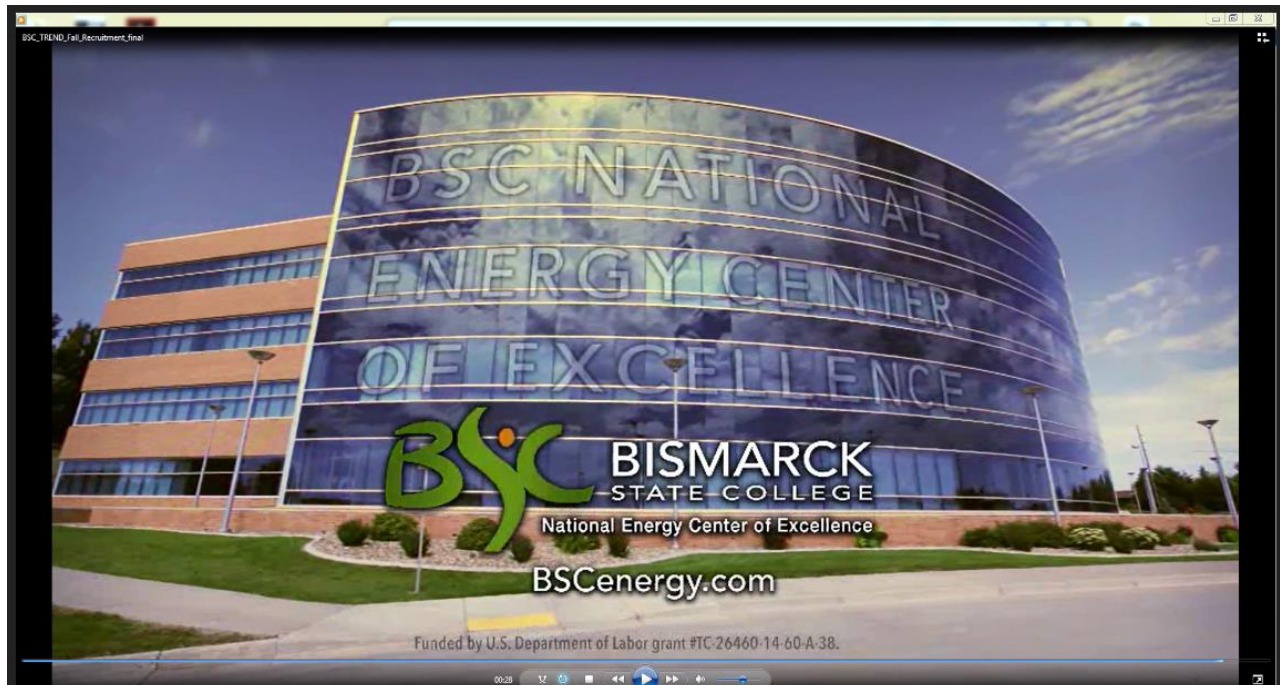 BSC_TREND_Fall_Recruitment_final
BSC NATIONAL
ENERGY CENTER
OF EXCELLENCE
BSC
BISMARCK
STATE COLLEGE
National Energy Center of Excellence
BSCenergy.com
Funded by U.S. Department of Labor grant #TC-26460-14-60-A-38.
00:28